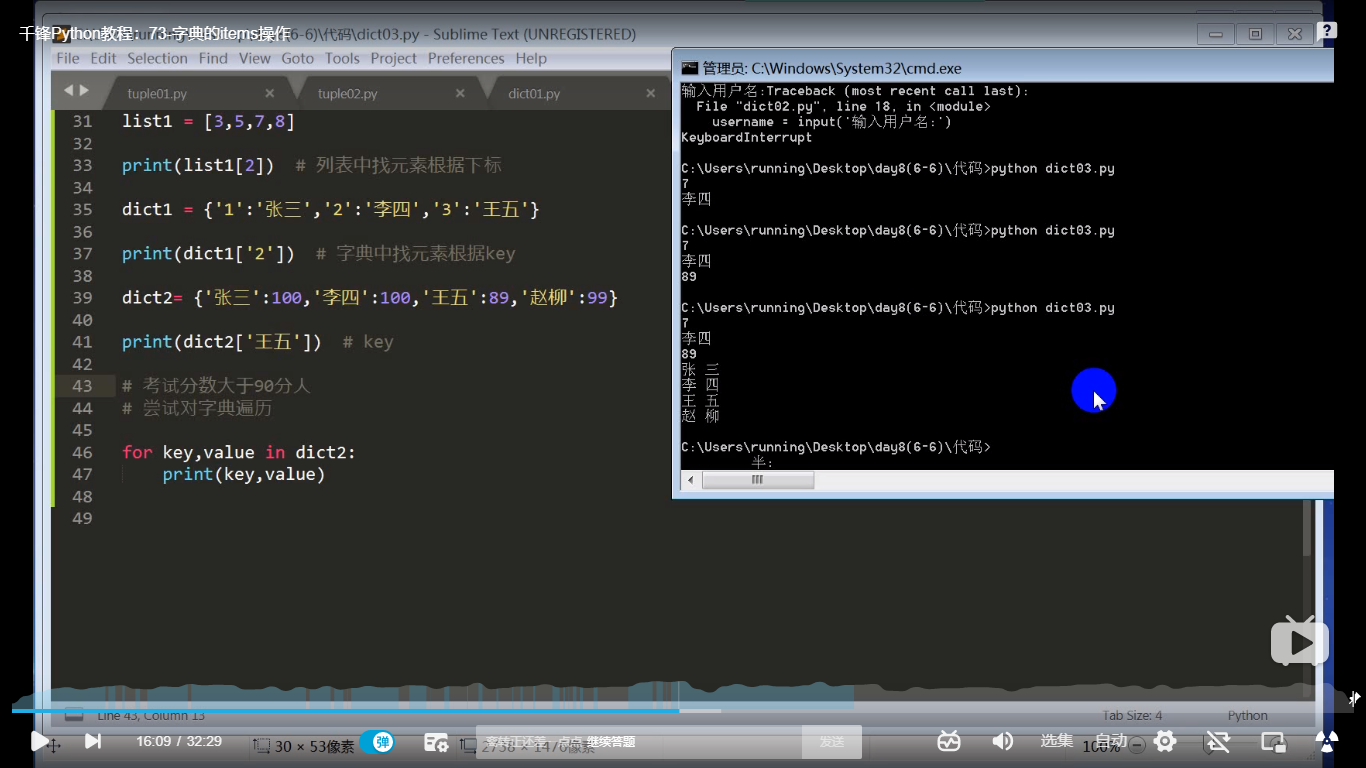 千锋Python教程：73-字典的items操作
6-6)\代码\dict03.py - Sublime Text (UNREGISTERED)
File Edit Selection Find View Goto Tools Project Preferences Help
tuple01.py × tuple02.py × dict01.py ×
31 list1 = [3,5,7,8]
32
33 print(list1[2]) # 列表中找元素根据下标
34
35 dict1 = {'1':'张三','2':'李四','3':'王五'}
36
37 print(dict1['2']) # 字典中找元素根据key
38
39 dict2= {'张三':100,'李四':100,'王五':89,'赵柳':99}
40
41 print(dict2['王五']) # key
42
43 # 考试分数大于90分人
44 # 尝试对字典遍历
45
46 for key,value in dict2:
47 print(key,value)
48
49
管理员: C:\Windows\System32\cmd.exe
输入用户名:Traceback (most recent call last):
File "dict02.py", line 18, in <module>
username = input('输入用户名:')
KeyboardInterrupt
C:\Users\running\Desktop\day8(6-6)\代码>python dict03.py
7
李四
C:\Users\running\Desktop\day8(6-6)\代码>python dict03.py
7
李四
89
C:\Users\running\Desktop\day8(6-6)\代码>python dict03.py
7
李四
89
张 三
李 四
王 五
赵 柳
C:\Users\running\Desktop\day8(6-6)\代码>
半:
Line 43, Column 13
Tab Size: 4 Python
16:09 / 32:29
30 × 53像素
弹
继续答题
发送
选集
自动
100%